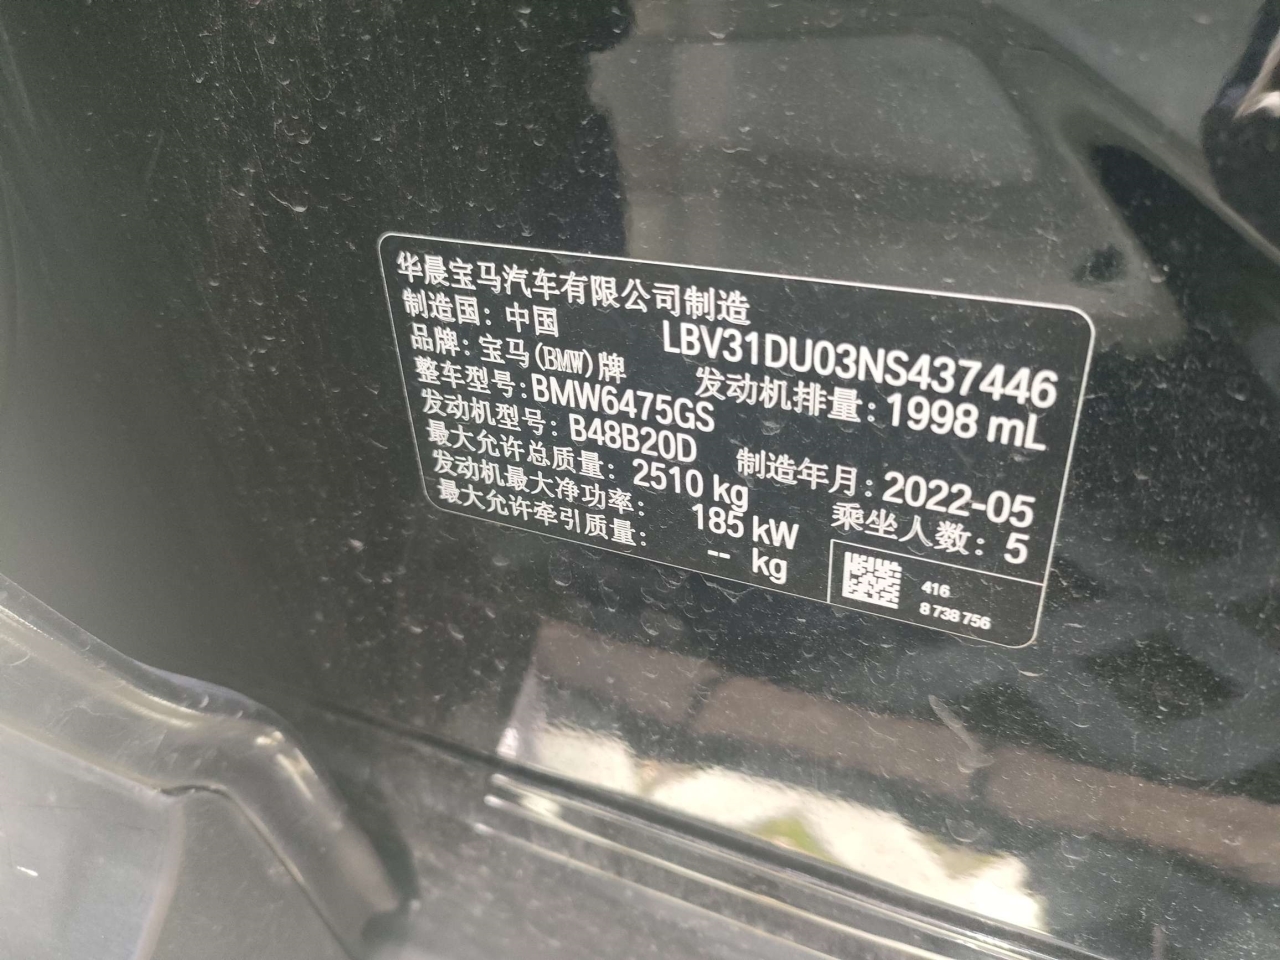 华晨宝马汽车有限公司制造
制造国：中国 LBV31DU03NS437446
品牌：宝马(BMW)牌 发动机排量：1998 mL
整车型号：BMW6475GS
发动机型号：B48B20D 制造年月：2022-05
最大允许总质量：2510 kg 乘坐人数：5
发动机最大净功率：185 kW
最大允许牵引质量：-- kg
416
8 738 756